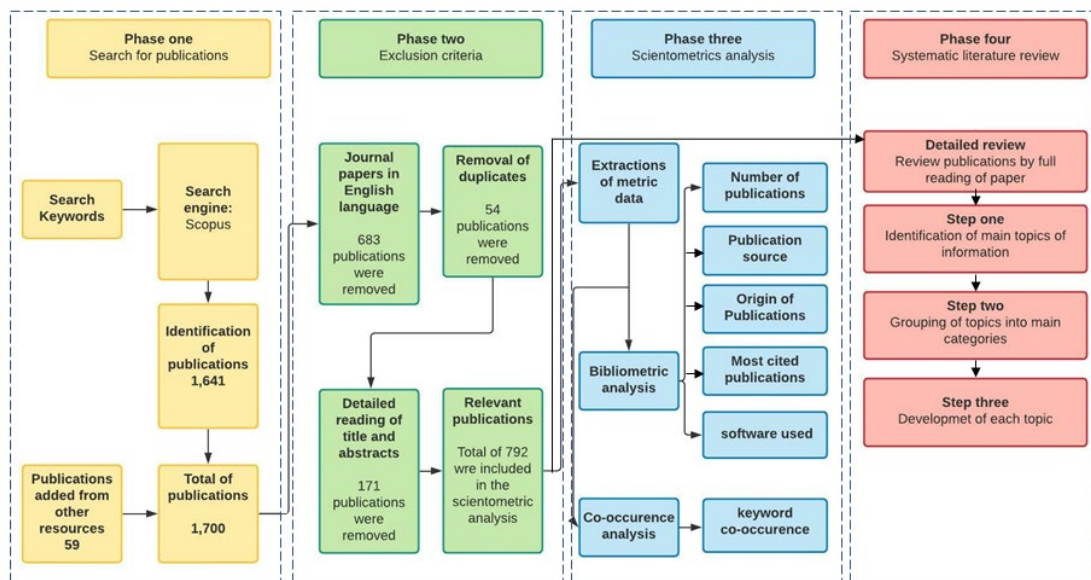 Phase one
Search for publications
Search
Keywords
Search
engine:
Scopus
Identification
of
publications
1,641
Publications
added from
other
resources
59
Total of
publications
1,700
Phase two
Exclusion criteria
Journal
papers in
English
language
683
publications
were
removed
Removal of
duplicates
54
publications
were
removed
Detailed
reading of
title and
abstracts
171
publications
were
removed
Relevant
publications
Total of 792
wre included
in the
scientometric
analysis
Phase three
Scientometrics analysis
Extractions
of metric
data
Number of
publications
Publication
source
Origin of
Publications
Bibliometric
analysis
Most cited
publications
software used
Co-occurence
analysis
keyword
co-occurence
Phase four
Systematic literature review
Detailed review
Review publications by full
reading of paper
Step one
Identification of main topics of
information
Step two
Grouping of topics into main
categories
Step three
Developmet of each topic